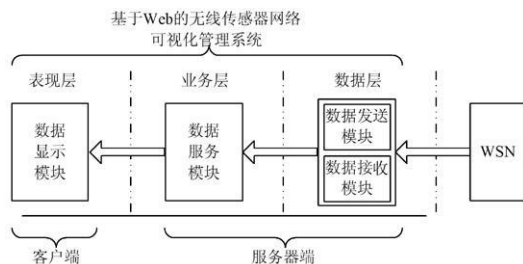 基于Web的无线传感器网络
可视化管理系统
表现层
业务层
数据层
数据
显示
模块
数据
服务
模块
数据发送
模块
数据接收
模块
WSN
客户端
服务器端